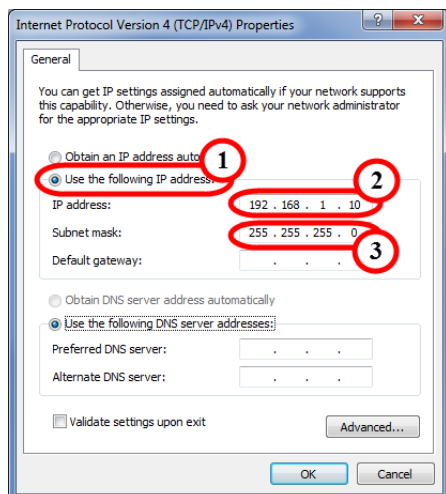 Internet Protocol Version 4 (TCP/IPv4) Properties
General
You can get IP settings assigned automatically if your network supports
this capability. Otherwise, you need to ask your network administrator
for the appropriate IP settings.
Obtain an IP address auto
1
Use the following IP address:
2
IP address: 192 . 168 . 1 . 10
Subnet mask: 255 . 255 . 255 . 0
3
Default gateway: . . .
Obtain DNS server address automatically
Use the following DNS server addresses:
Preferred DNS server: . . .
Alternate DNS server: . . .
Validate settings upon exit
Advanced...
OK Cancel